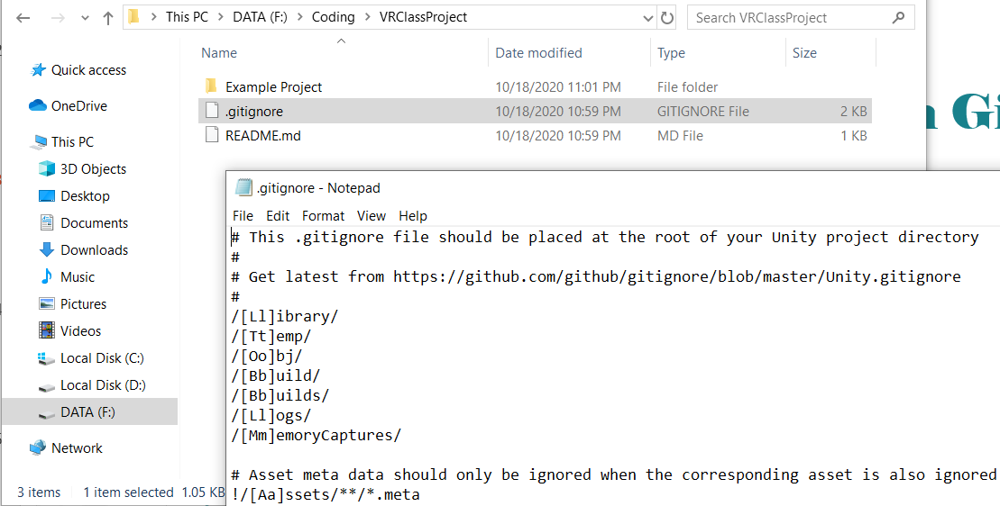 This PC > DATA (F:) > Coding > VRClassProject
Search VRClassProject
Name Date modified Type Size
Quick access
OneDrive
This PC
3D Objects
Desktop
Documents
Downloads
Music
Pictures
Videos
Local Disk (C:)
Local Disk (D:)
DATA (F:)
Network
Example Project 10/18/2020 11:01 PM File folder
.gitignore 10/18/2020 10:59 PM GITIGNORE File 2 KB
README.md 10/18/2020 10:59 PM MD File 1 KB
.gitignore - Notepad
File Edit Format View Help
# This .gitignore file should be placed at the root of your Unity project directory
#
# Get latest from https://github.com/github/gitignore/blob/master/Unity.gitignore
#
/[Ll]ibrary/
/[Tt]emp/
/[Oo]bj/
/[Bb]uild/
/[Bb]uilds/
/[Ll]ogs/
/[Mm]emoryCaptures/
# Asset meta data should only be ignored when the corresponding asset is also ignored
!/[Aa]ssets/**/*.meta
3 items 1 item selected 1.05 KB